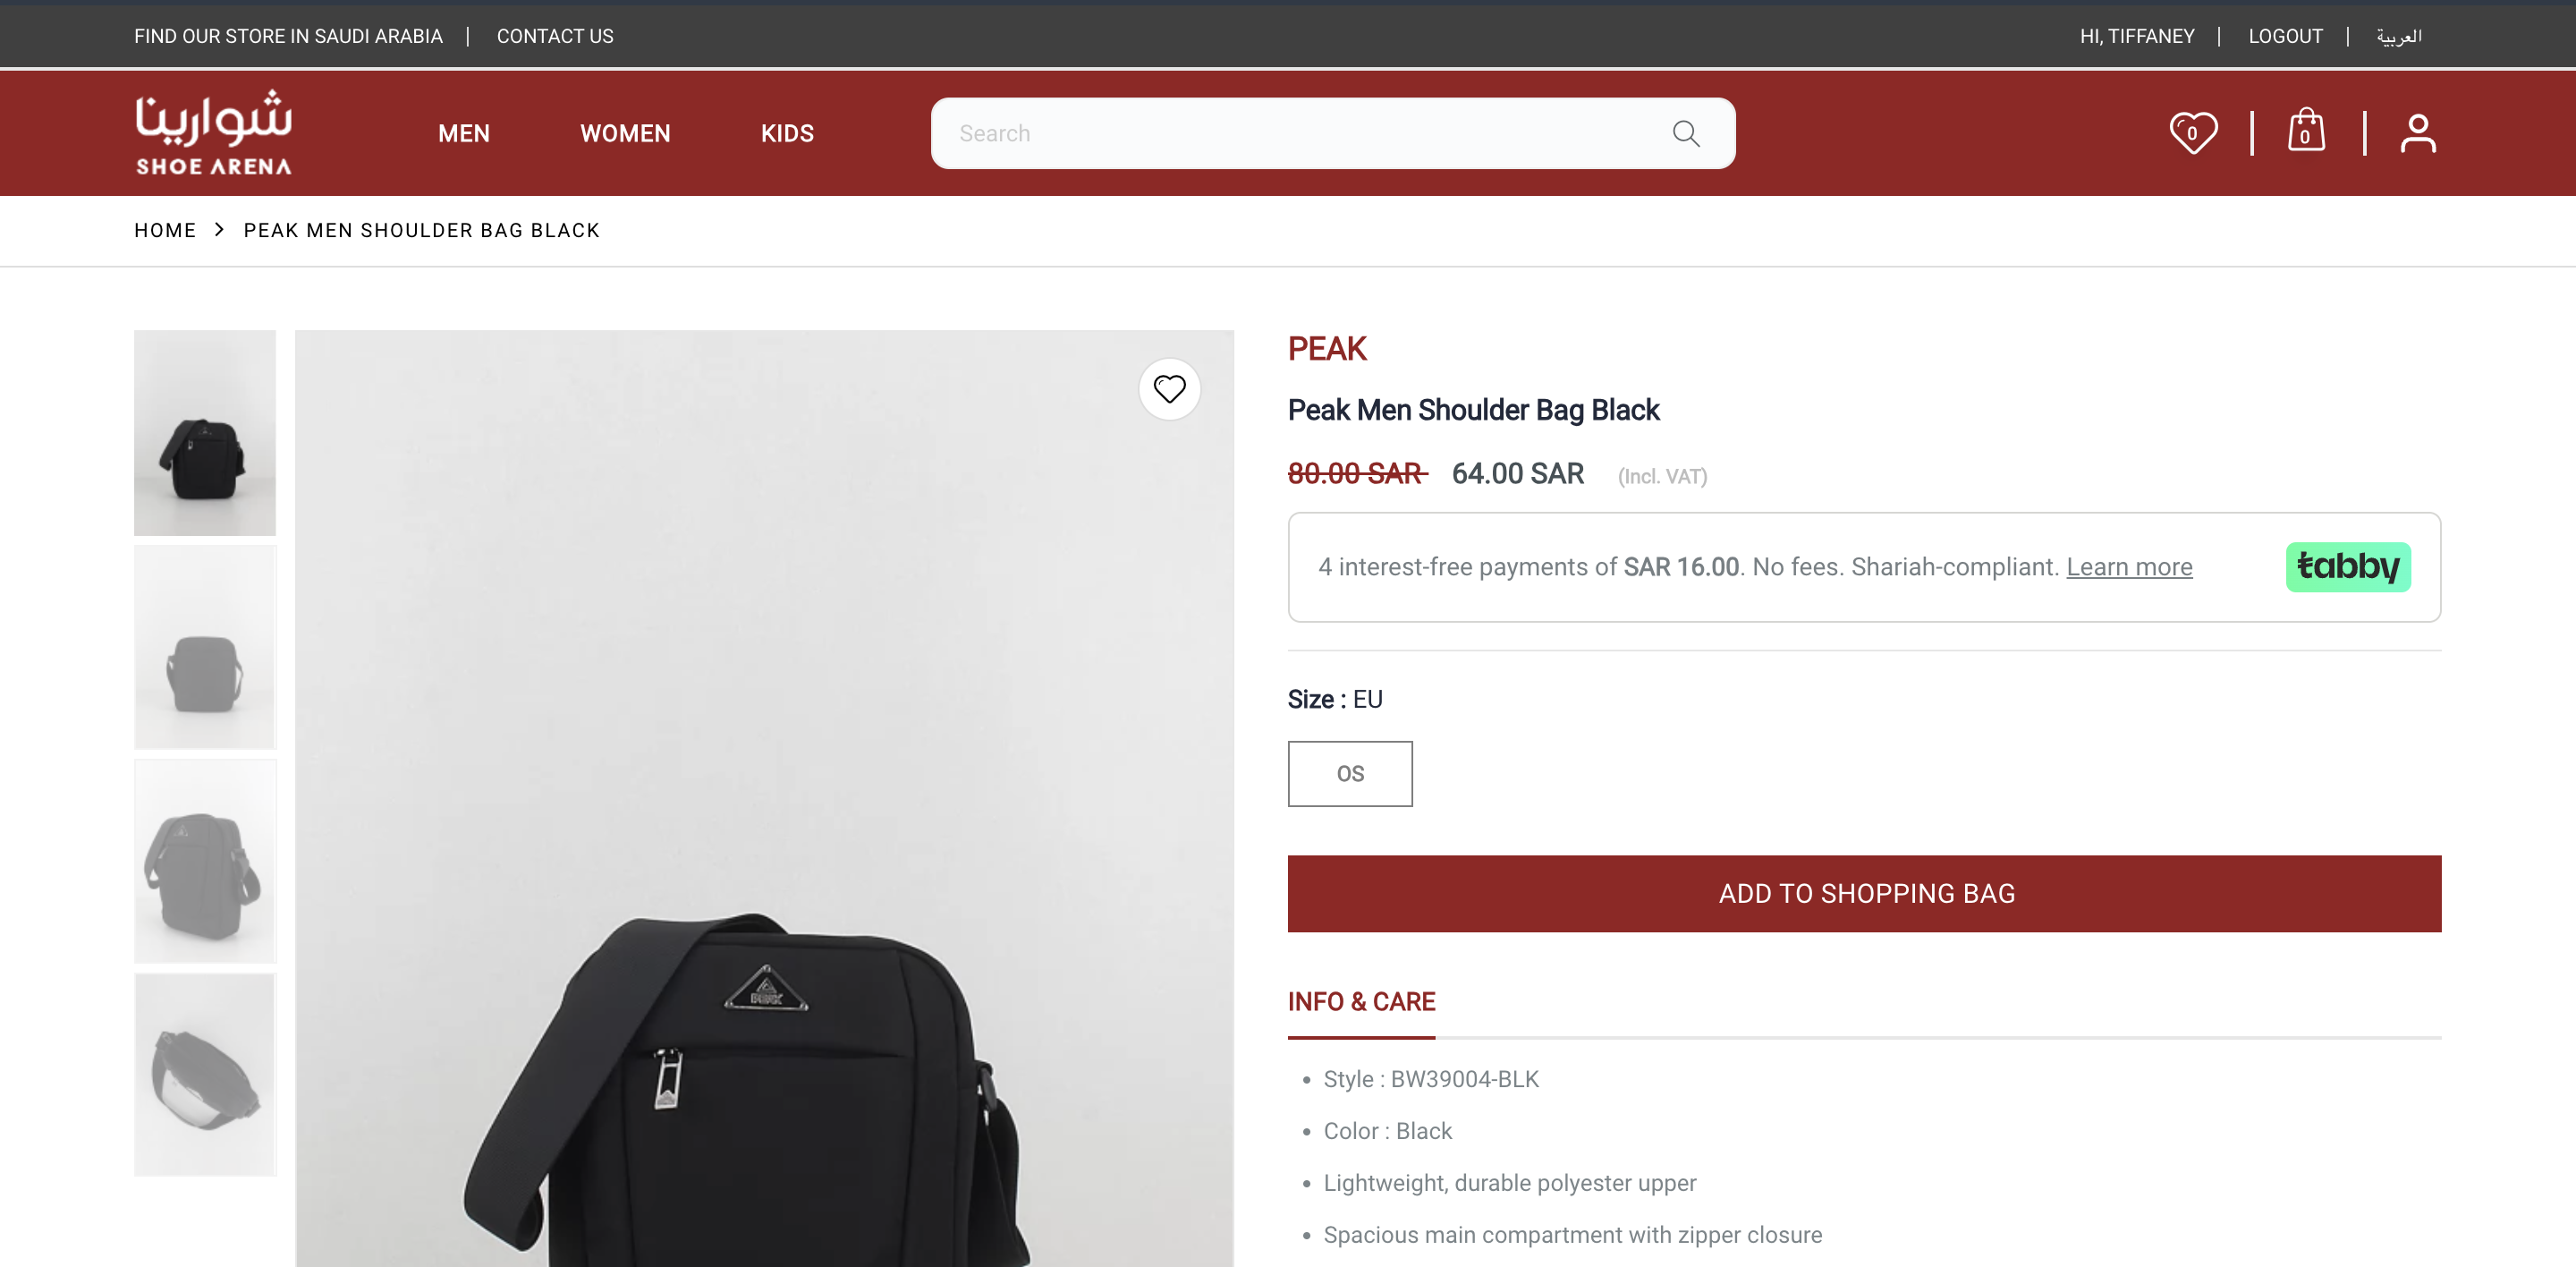 FIND OUR STORE IN SAUDI ARABIA | CONTACT US
HI, TIFFANEY | LOGOUT | العربية
شوارينا
SHOE ARENA
MEN WOMEN KIDS
Search
0 | 0 |
HOME > PEAK MEN SHOULDER BAG BLACK
PEAK
Peak Men Shoulder Bag Black
80.00 SAR 64.00 SAR (Incl. VAT)
4 interest-free payments of SAR 16.00. No fees. Shariah-compliant. Learn more
tabby
Size : EU
OS
ADD TO SHOPPING BAG
PEAK
INFO & CARE
• Style : BW39004-BLK
• Color : Black
• Lightweight, durable polyester upper
• Spacious main compartment with zipper closure